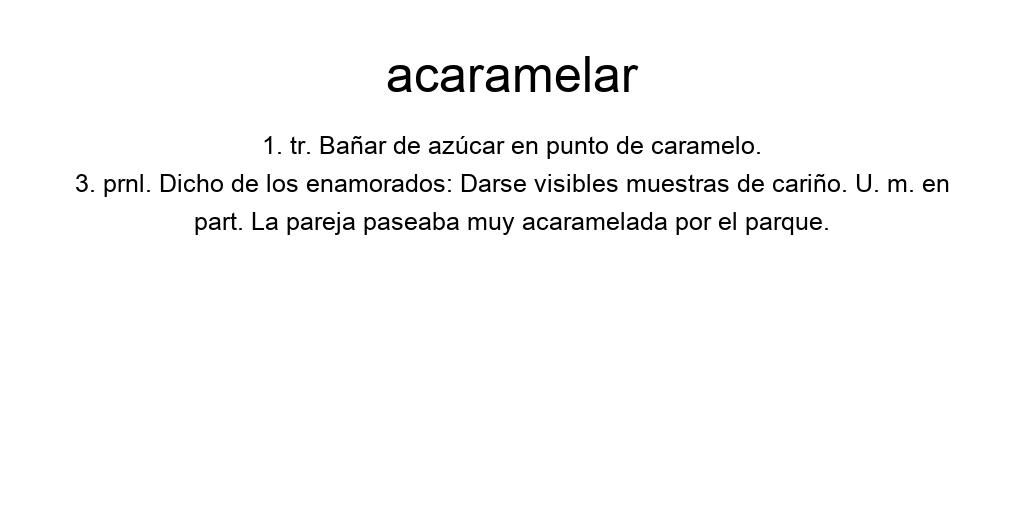 acaramelar
1. tr. Bañar de azúcar en punto de caramelo.
3. prnl. Dicho de los enamorados: Darse visibles muestras de cariño. U. m. en
part. La pareja paseaba muy acaramelada por el parque.